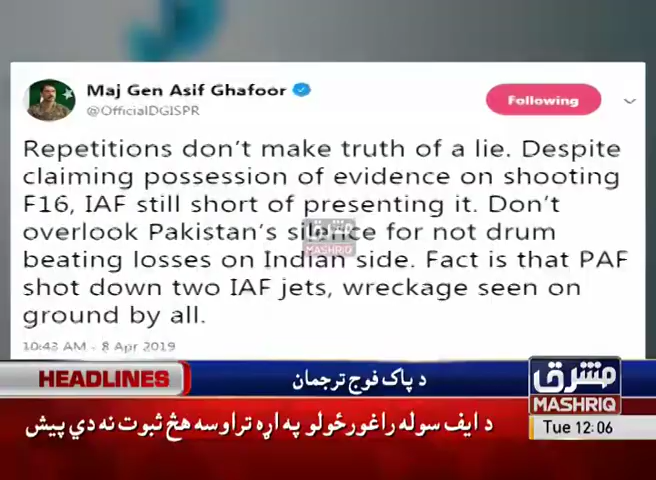 Maj Gen Asif Ghafoor
@OfficialDGISPR
Following
Repetitions don't make truth of a lie. Despite
claiming possession of evidence on shooting
F16, IAF still short of presenting it. Don't
overlook Pakistan's silence for not drum
beating losses on Indian side. Fact is that PAF
shot down two IAF jets, wreckage seen on
ground by all.
10:43 AM - 8 Apr 2019
مشرق
MASHRIQ
HEADLINES
د پاک فوج ترجمان
مشرق
MASHRIQ
Tue 12:06
د ایف سوله راغورځولو په اړه تراوسه هڅ ثبوت نه دي پیش